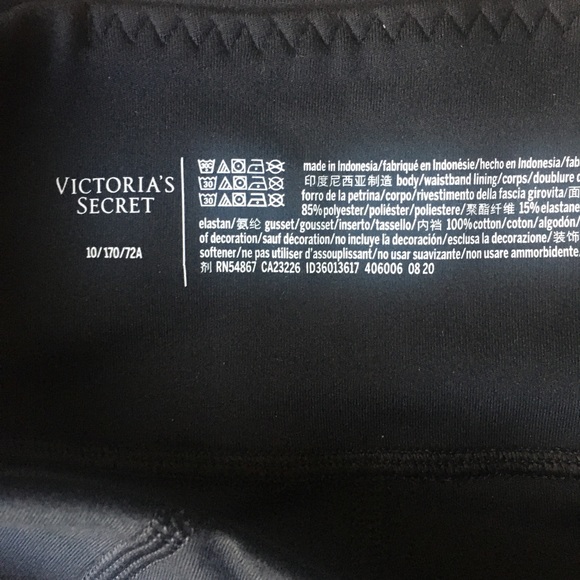 VICTORIA'S
SECRET
10/170/72A
30
30
made in Indonesia/fabriqué en Indonésie/hecho en Indonesia/fab
印度尼西亚制造 body/waistband lining/corps/doublure
forro de la petrina/corpo/rivestimento della fascia girovita/面
85% polyester/poliéster/poliestere/聚酯纤维 15% elastane
elastan/氨纶 gusset/gousset/inserto/tassello/内裆 100% cotton/coton/algodón/
of decoration/sauf décoration/no incluye la decoración/esclusa la decorazione/装饰
softener/ne pas utiliser d'assouplissant/no usar suavizante/non usare ammorbidente
剂 RN54867 CA23226 ID36013617 406006 08 20